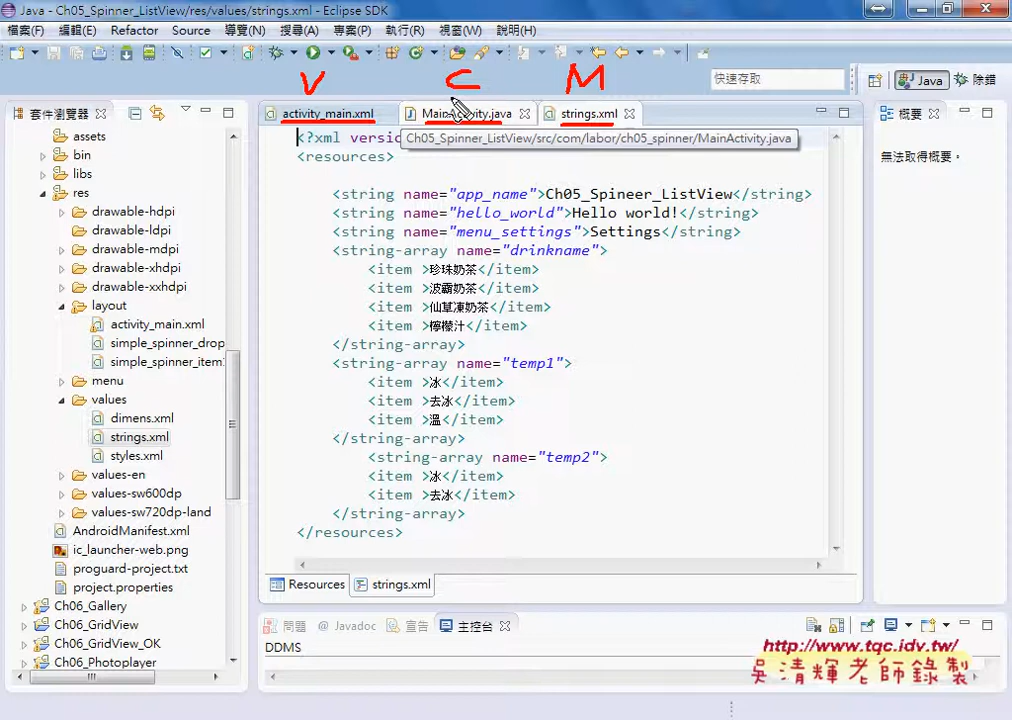 Java - Ch05_Spinner_ListView/res/values/strings.xml - Eclipse SDK
檔案(F) 編輯(E) Refactor Source 導覽(N) 搜尋(A) 專案(P) 執行(R) 視窗(W) 說明(H)
V C M
快速存取
Java
除錯
套件瀏覽器
activity_main.xml
MainActivity.java
strings.xml
概要
無法取得概要。
Ch05_Spinner_ListView/src/com/labor/ch05_spinner/MainActivity.java
assets
bin
libs
res
drawable-hdpi
drawable-ldpi
drawable-mdpi
drawable-xhdpi
drawable-xxhdpi
layout
activity_main.xml
simple_spinner_drop
simple_spinner_item
menu
values
dimens.xml
strings.xml
styles.xml
values-en
values-sw600dp
values-sw720dp-land
AndroidManifest.xml
ic_launcher-web.png
proguard-project.txt
project.properties
Ch06_Gallery
Ch06_GridView
Ch06_GridView_OK
Ch06_Photoplayer
<?xml versio
<resources>
<string name="app_name">Ch05_Spineer_ListView</string>
<string name="hello_world">Hello world!</string>
<string name="menu_settings">Settings</string>
<string-array name="drinkname">
<item >珍珠奶茶</item>
<item >波霸奶茶</item>
<item >仙草凍奶茶</item>
<item >檸檬汁</item>
</string-array>
<string-array name="temp1">
<item >冰</item>
<item >去冰</item>
<item >溫</item>
</string-array>
<string-array name="temp2">
<item >冰</item>
<item >去冰</item>
</string-array>
</resources>
Resources
strings.xml
問題
@ Javadoc
宣告
主控台
DDMS
http://www.tqc.idv.tw/
吳清輝老師錄製